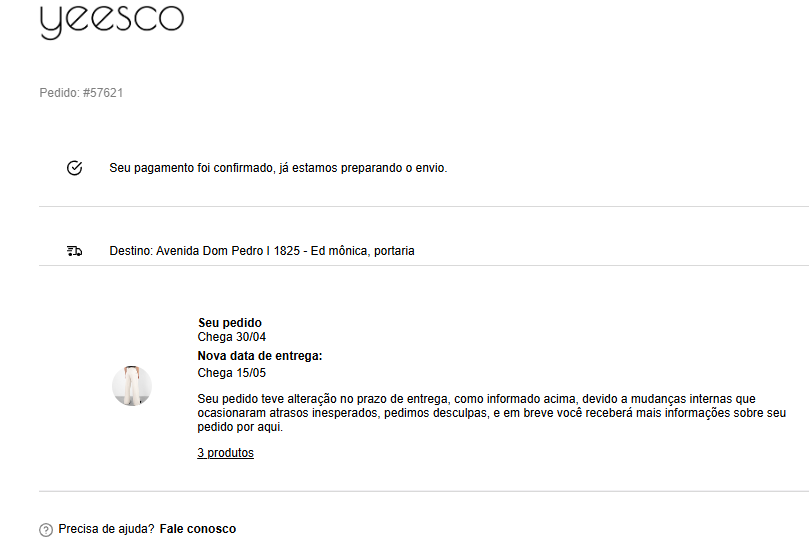 yeesco
Pedido: #57621
Seu pagamento foi confirmado, já estamos preparando o envio.
Destino: Avenida Dom Pedro I 1825 - Ed mônica, portaria
Seu pedido
Chega 30/04
Nova data de entrega:
Chega 15/05
Seu pedido teve alteração no prazo de entrega, como informado acima, devido a mudanças internas que
ocasionaram atrasos inesperados, pedimos desculpas, e em breve você receberá mais informações sobre seu
pedido por aqui.
3 produtos
? Precisa de ajuda? Fale conosco